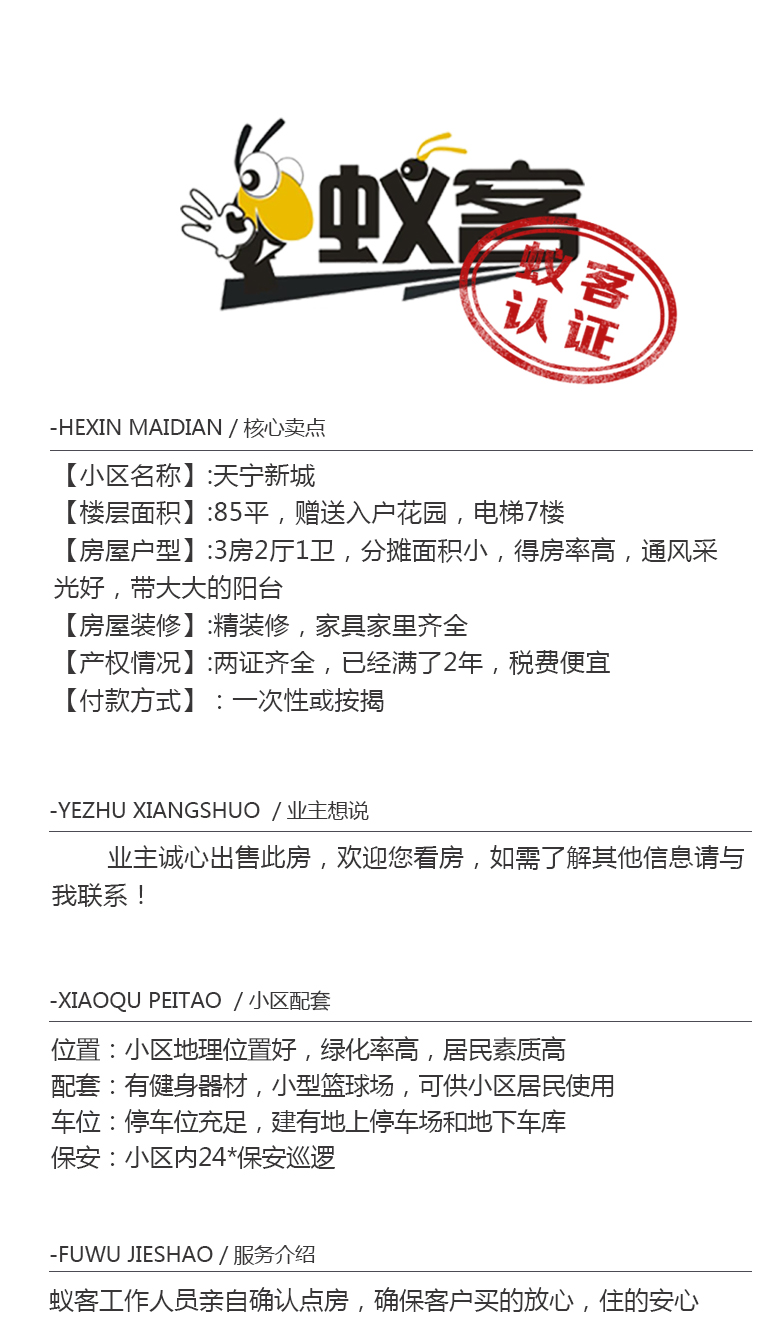 蚁客
蚁客
认证
-HEXIN MAIDIAN / 核心卖点
【小区名称】:天宁新城
【楼层面积】:85平，赠送入户花园，电梯7楼
【房屋户型】:3房2厅1卫，分摊面积小，得房率高，通风采
光好，带大大的阳台
【房屋装修】:精装修，家具家里齐全
【产权情况】:两证齐全，已经满了2年，税费便宜
【付款方式】：一次性或按揭
-YEZHU XIANGSHUO / 业主想说
业主诚心出售此房，欢迎您看房，如需了解其他信息请与
我联系！
-XIAOQU PEITAO / 小区配套
位置：小区地理位置好，绿化率高，居民素质高
配套：有健身器材，小型篮球场，可供小区居民使用
车位：停车位充足，建有地上停车场和地下车库
保安：小区内24*保安巡逻
-FUWU JIESHAO / 服务介绍
蚁客工作人员亲自确认点房，确保客户买的放心，住的安心